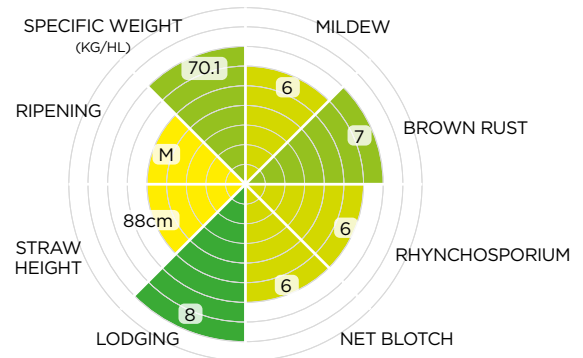 SPECIFIC WEIGHT
(KG/HL)
MILDEW
70.1
6
RIPENING
BROWN RUST
7
M
88cm
6
STRAW
HEIGHT
RHYNCHOSPORIUM
6
8
LODGING
NET BLOTCH